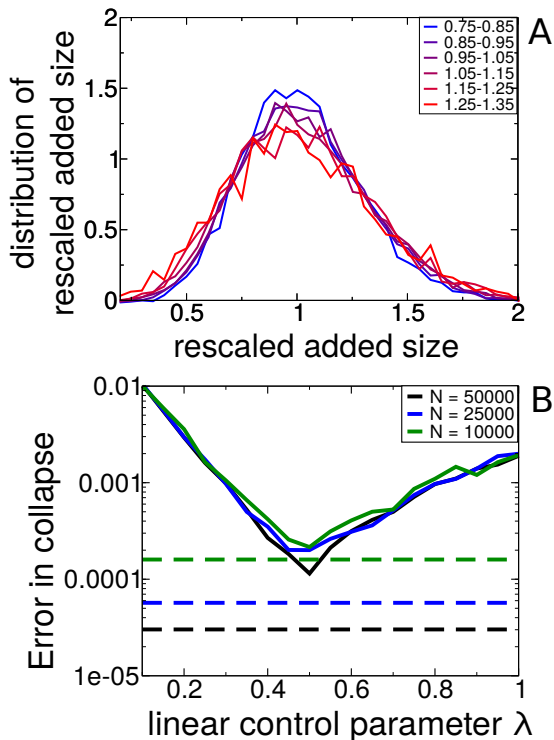 A
distribution of
rescaled added size
0.75-0.85
0.85-0.95
0.95-1.05
1.05-1.15
1.15-1.25
1.25-1.35
2
1.5
1
0.5
0
0.5
1
1.5
2
rescaled added size
B
Error in collapse
N = 50000
N = 25000
N = 10000
0.01
0.001
0.0001
1e-05
0.2
0.4
0.6
0.8
1
linear control parameter λ